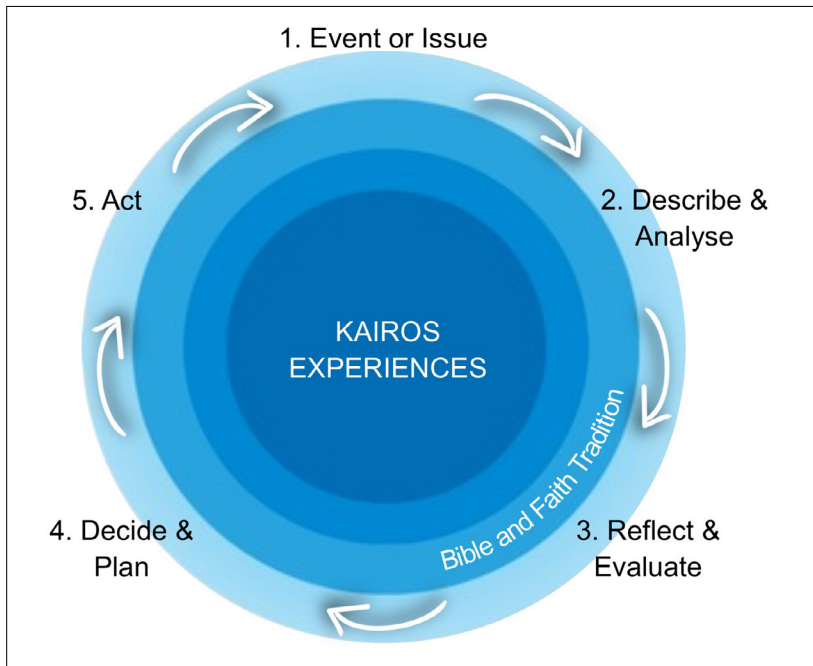 1. Event or Issue
5. Act
2. Describe &
Analyse
KAIROS
EXPERIENCES
Bible and Faith Tradition
4. Decide &
Plan
3. Reflect &
Evaluate